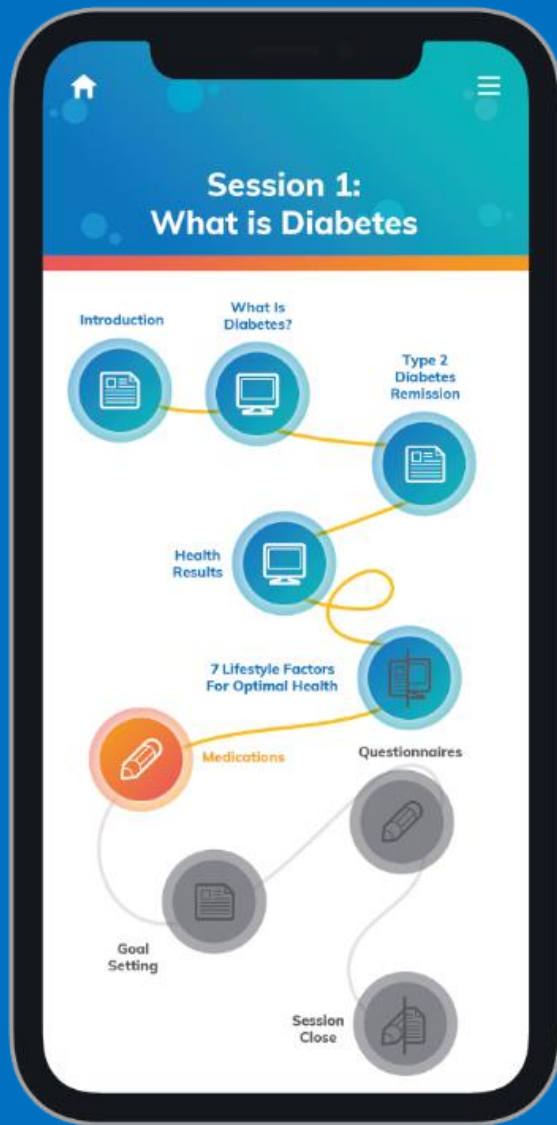 Session 1:
What is Diabetes
Introduction
What Is
Diabetes?
Type 2
Diabetes
Remission
Health
Results
7 Lifestyle Factors
For Optimal Health
Medications
Questionnaires
Goal
Setting
Session
Close